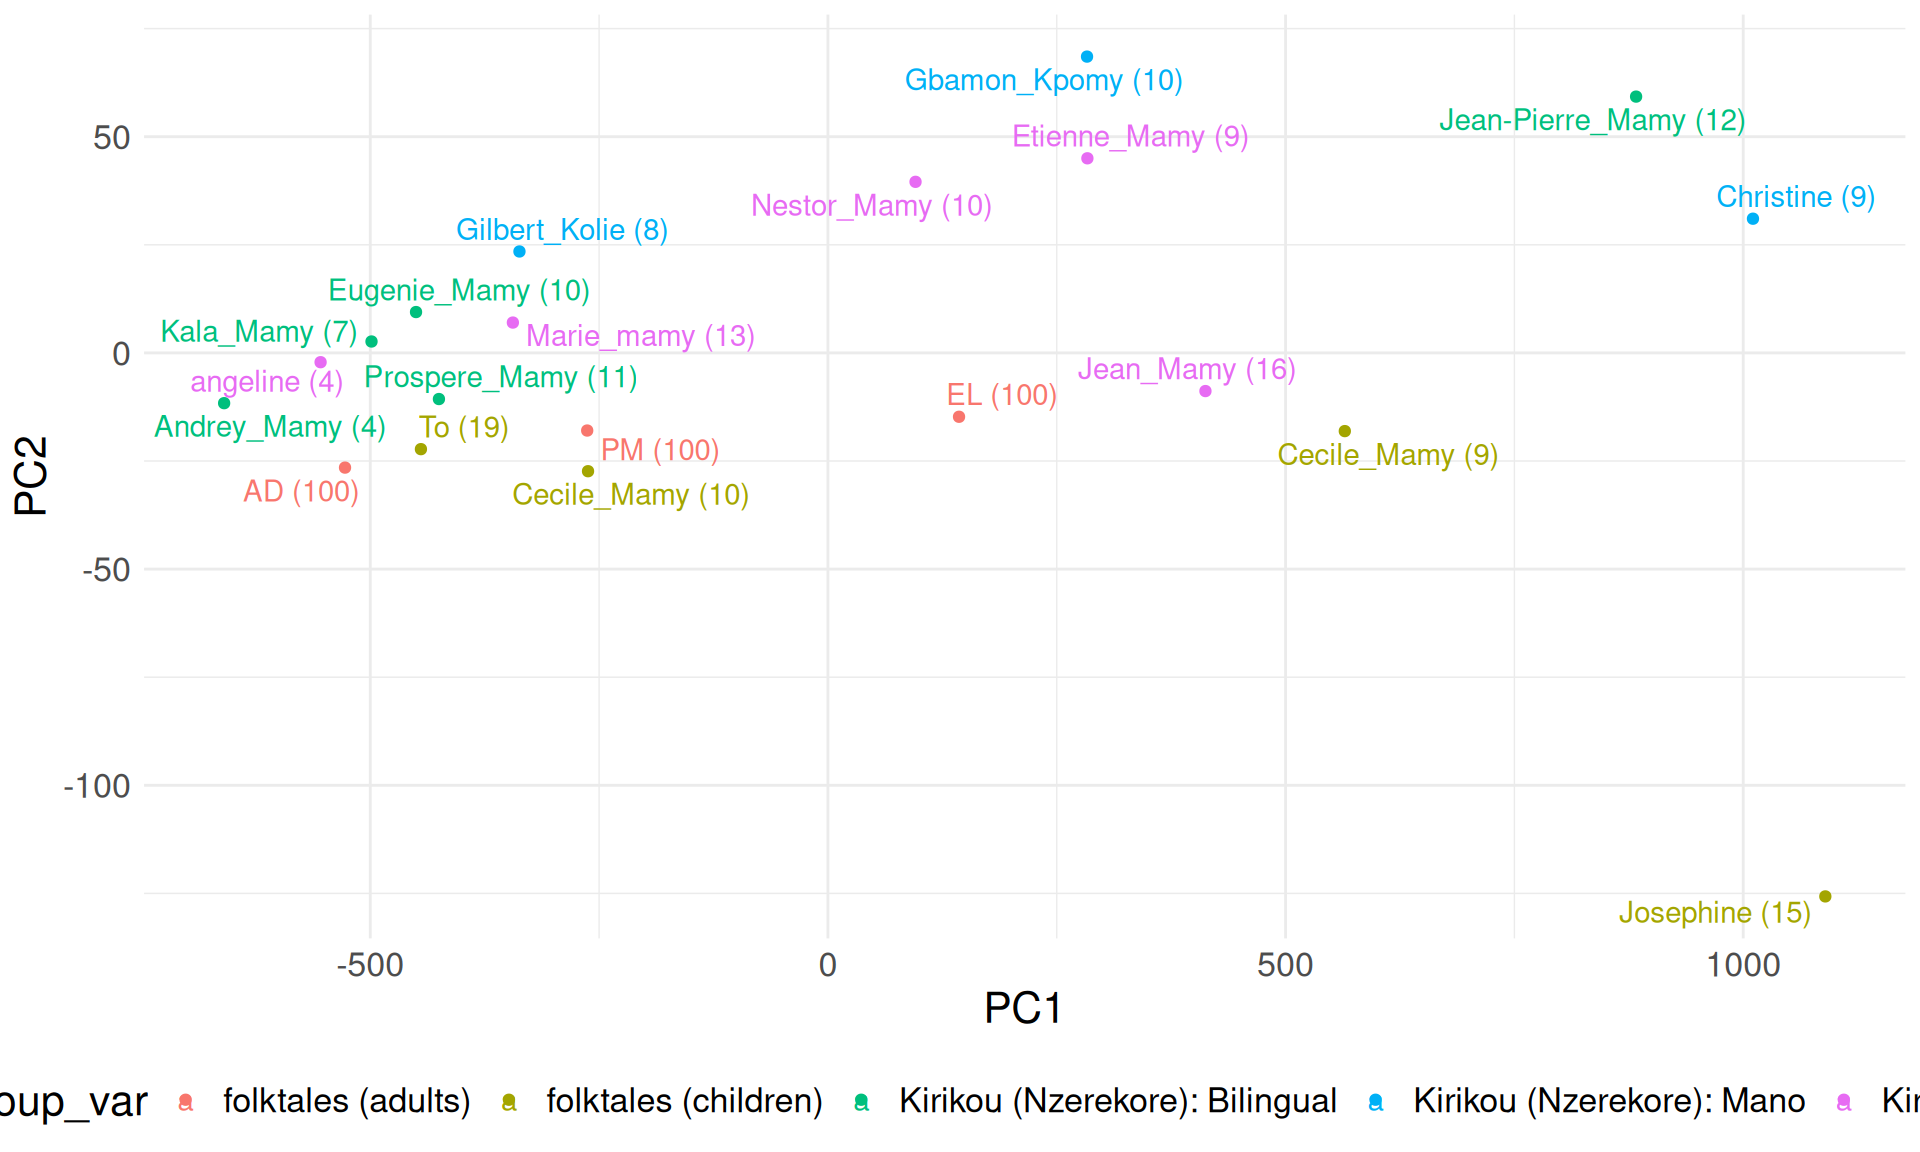 Gbamon_Kpomy (10)
Jean-Pierre_Mamy (12)
50
Etienne_Mamy (9)
Christine (9)
Nestor_Mamy (10)
Gilbert_Kolie (8)
Eugenie_Mamy (10)
Kala_Mamy (7)
Marie_mamy (13)
0
Jean_Mamy (16)
angeline (4)
Prospere_Mamy (11)
EL (100)
Andrey_Mamy (4)
To (19)
PM (100)
Cecile_Mamy (9)
AD (100)
Cecile_Mamy (10)
PC2
-50
-100
Josephine (15)
-500 0 500 1000
PC1
oup_var a folktales (adults) a folktales (children) a Kirikou (Nzerekore): Bilingual a Kirikou (Nzerekore): Mano a Kir